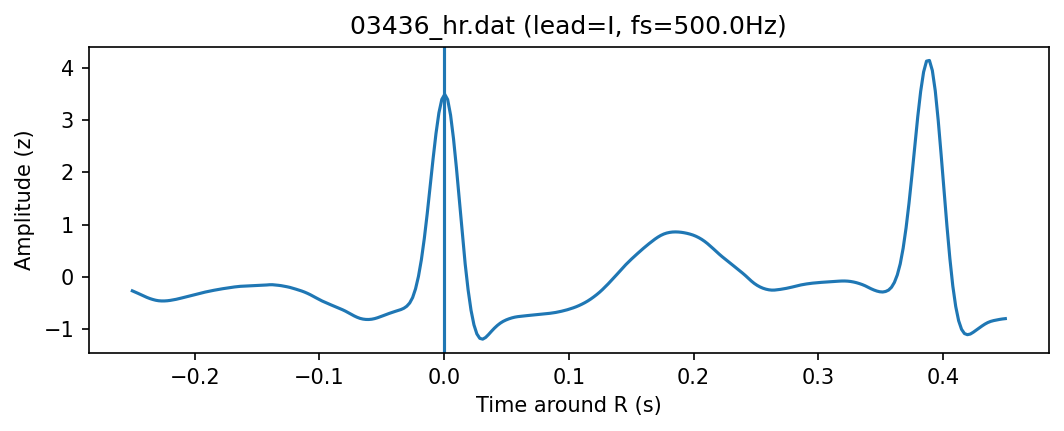 03436_hr.dat (lead=I, fs=500.0Hz)
Amplitude (z)
4
3
2
1
0
−1
−0.2 −0.1 0.0 0.1 0.2 0.3 0.4
Time around R (s)